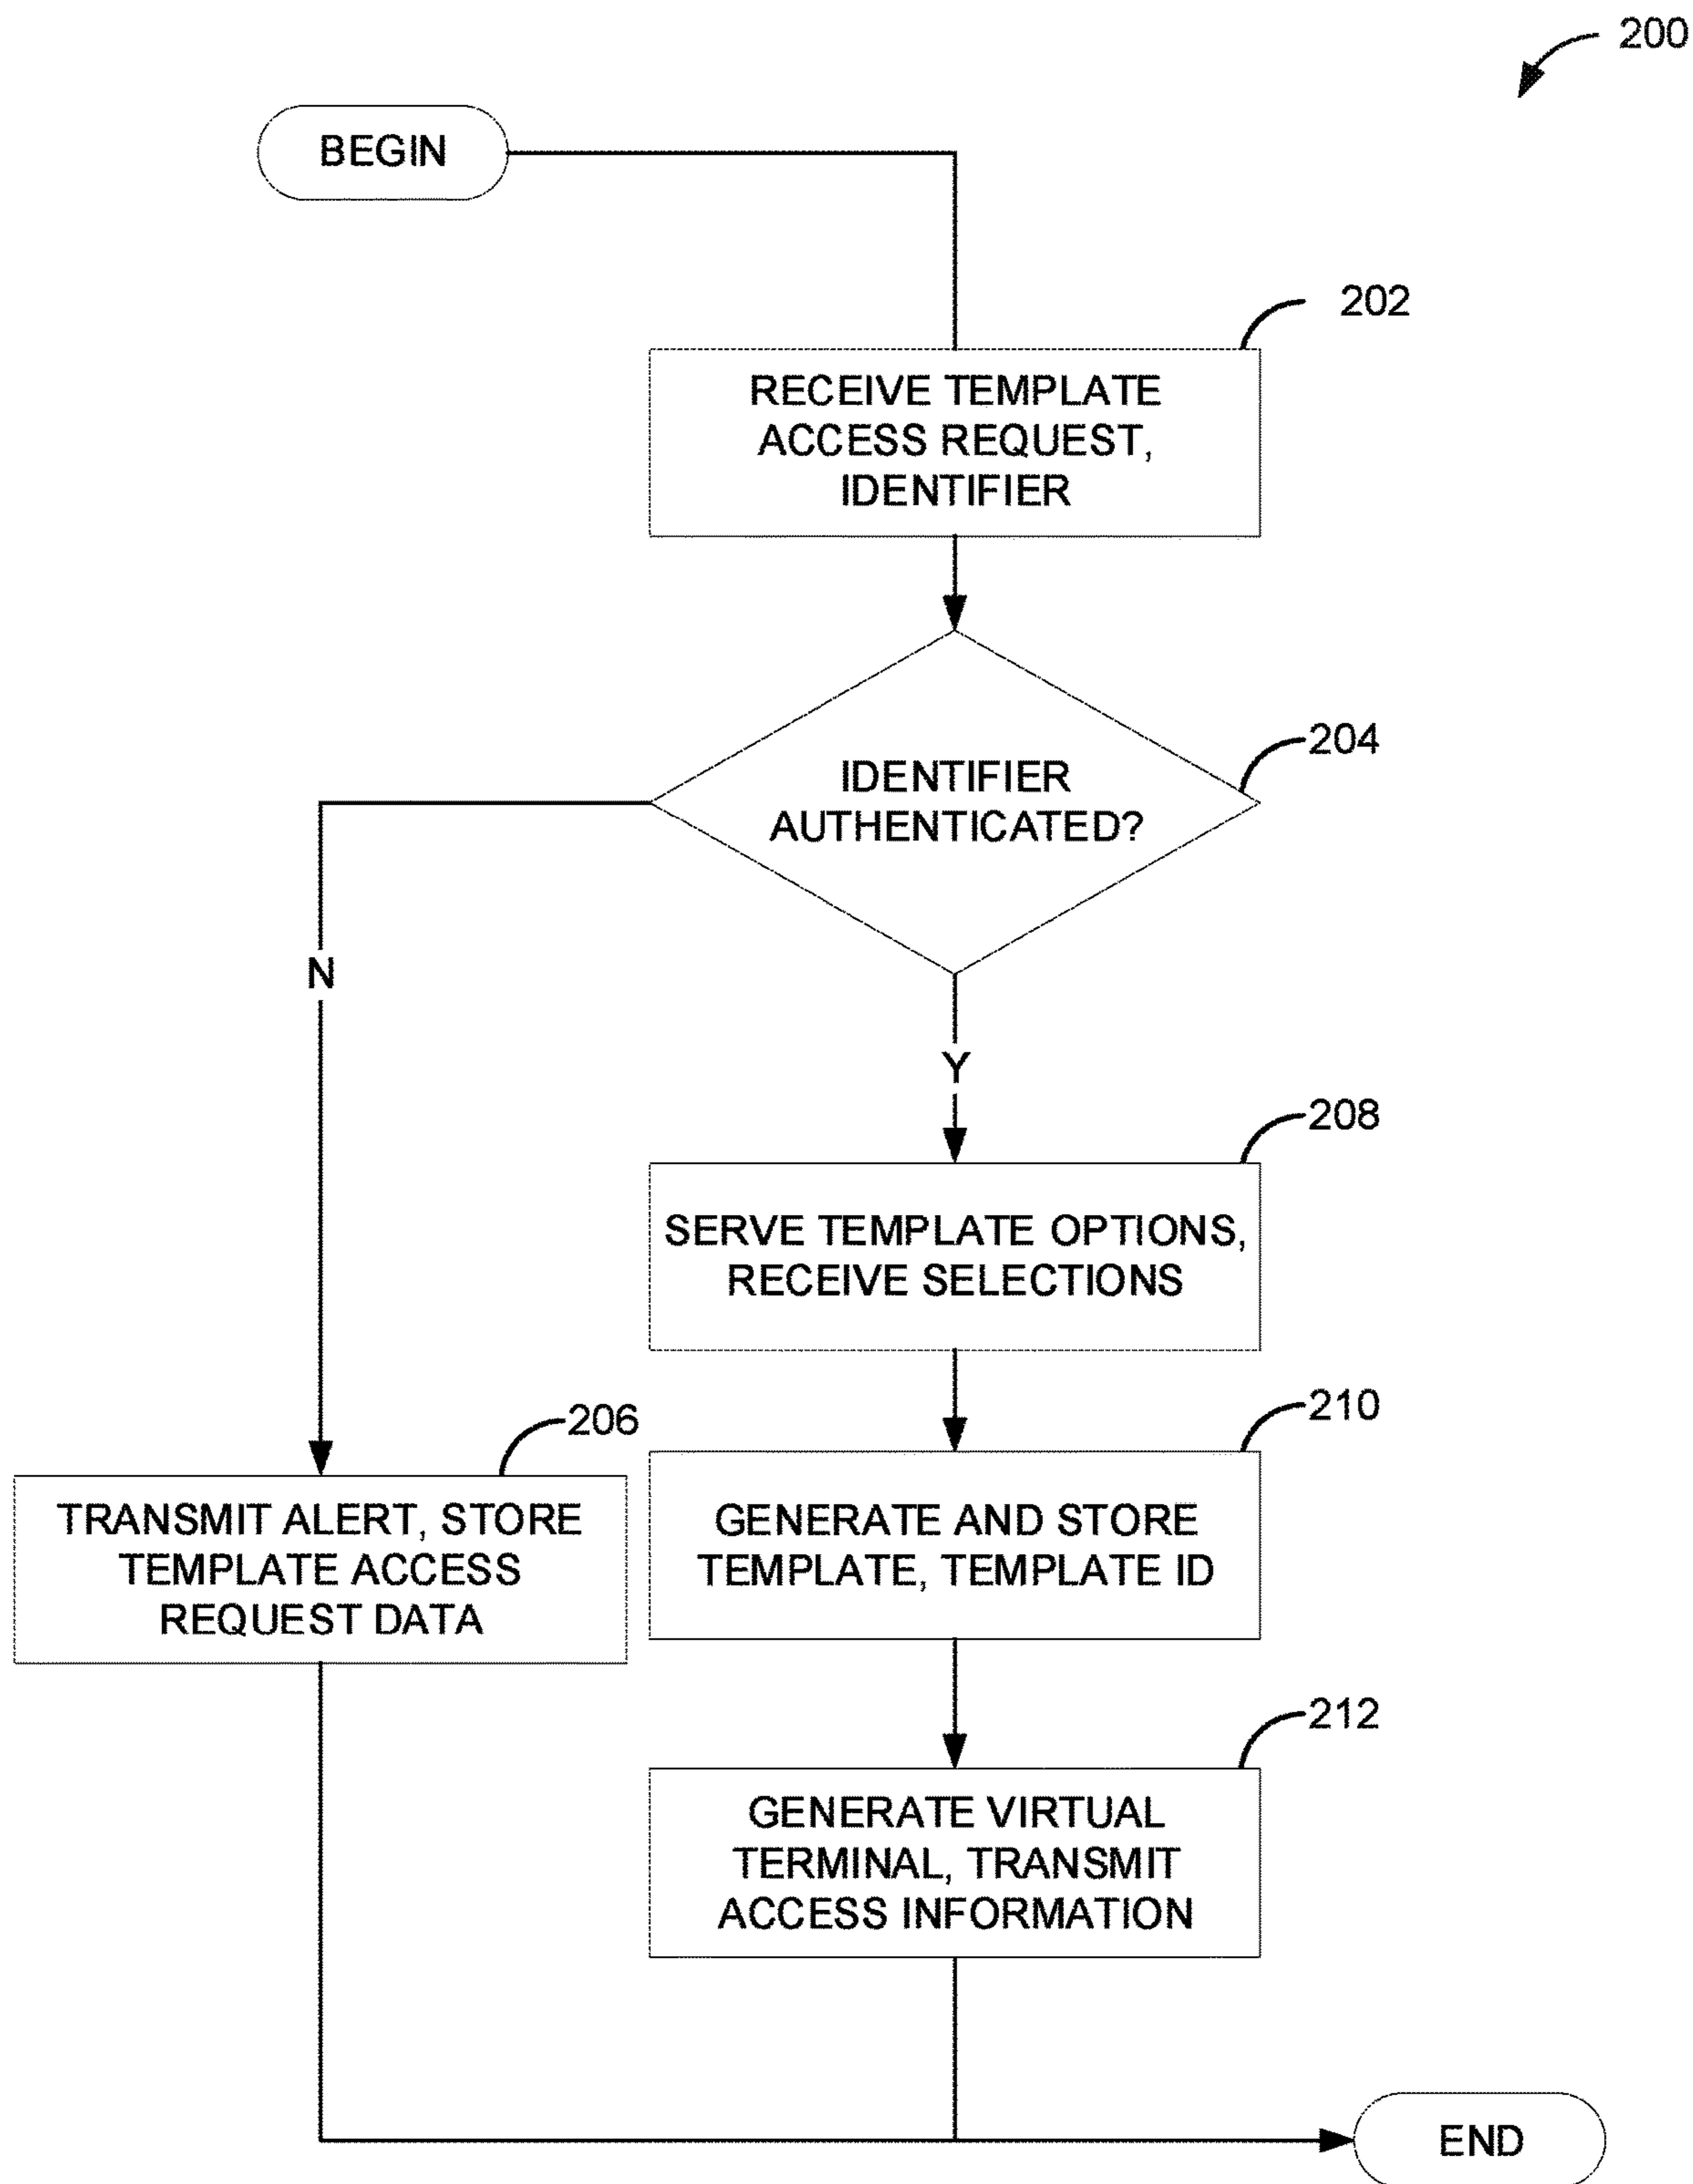 200
BEGIN
202
RECEIVE TEMPLATE
ACCESS REQUEST,
IDENTIFIER
204
IDENTIFIER
AUTHENTICATED?
N
Y
208
SERVE TEMPLATE OPTIONS,
RECEIVE SELECTIONS
206
TRANSMIT ALERT, STORE
TEMPLATE ACCESS
REQUEST DATA
210
GENERATE AND STORE
TEMPLATE, TEMPLATE ID
212
GENERATE VIRTUAL
TERMINAL, TRANSMIT
ACCESS INFORMATION
END